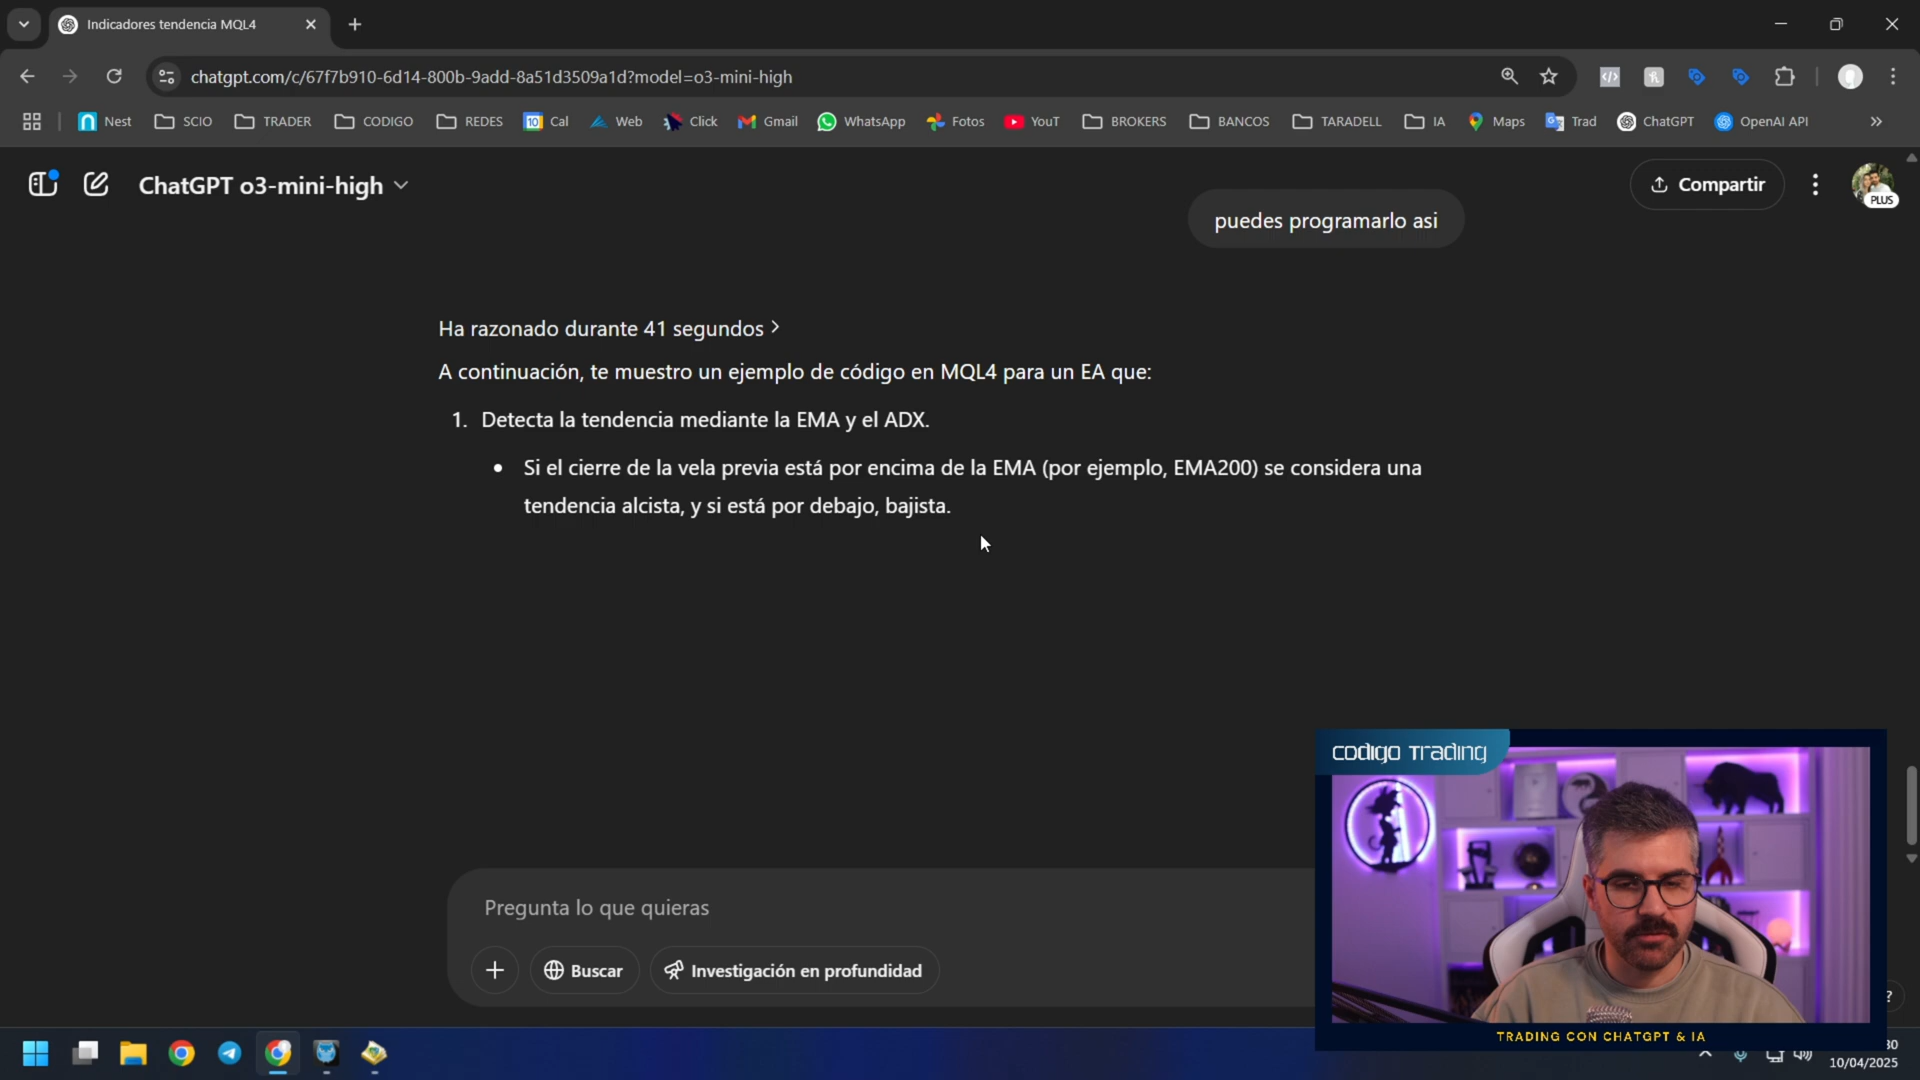 Indicadores tendencia MQL4
chatgpt.com/c/67f7b910-6d14-800b-9add-8a51d3509a1d?model=o3-mini-high
Nest SCIO TRADER CODIGO REDES 10 Cal Web Click Gmail WhatsApp Fotos YouT BROKERS BANCOS TARADELL IA Maps Trad ChatGPT OpenAI API
ChatGPT o3-mini-high
Compartir
PLUS
puedes programarlo asi
Ha razonado durante 41 segundos
A continuación, te muestro un ejemplo de código en MQL4 para un EA que:
1. Detecta la tendencia mediante la EMA y el ADX.
• Si el cierre de la vela previa está por encima de la EMA (por ejemplo, EMA200) se considera una
tendencia alcista, y si está por debajo, bajista.
codigo Trading
Pregunta lo que quieras
Buscar
Investigación en profundidad
?
TRADING CON CHATGPT & IA
30
10/04/2025